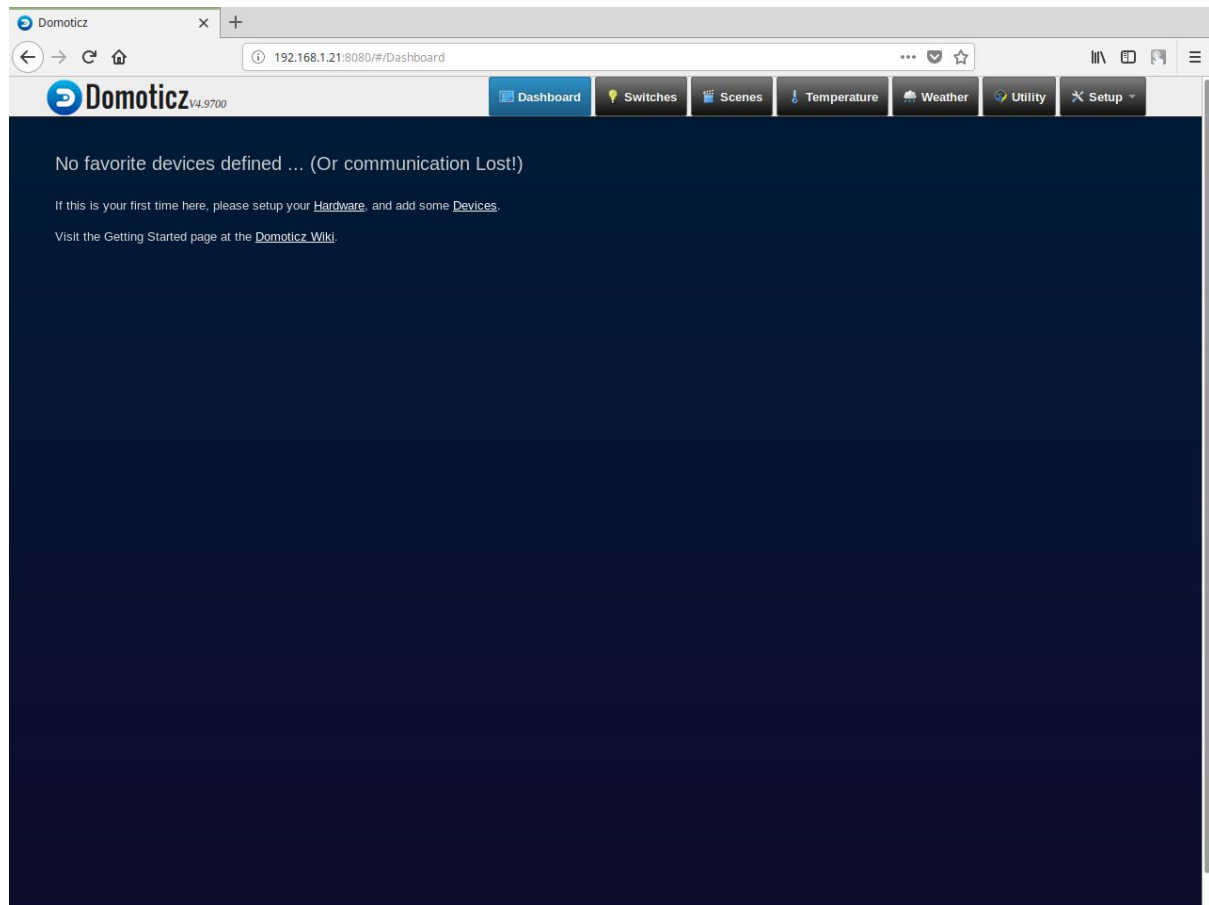 Domoticz
192.168.1.21:8080/#/Dashboard
Domoticz V4.9700
Dashboard Switches Scenes Temperature Weather Utility Setup
No favorite devices defined ... (Or communication Lost!)
If this is your first time here, please setup your Hardware, and add some Devices.
Visit the Getting Started page at the Domoticz Wiki.